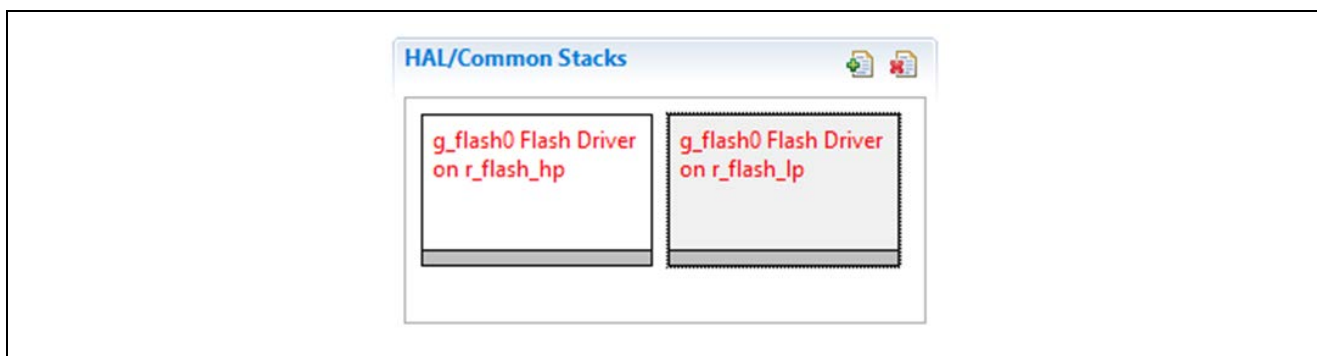 HAL/Common Stacks
g_flash0 Flash Driver
on r_flash_hp
g_flash0 Flash Driver
on r_flash_lp